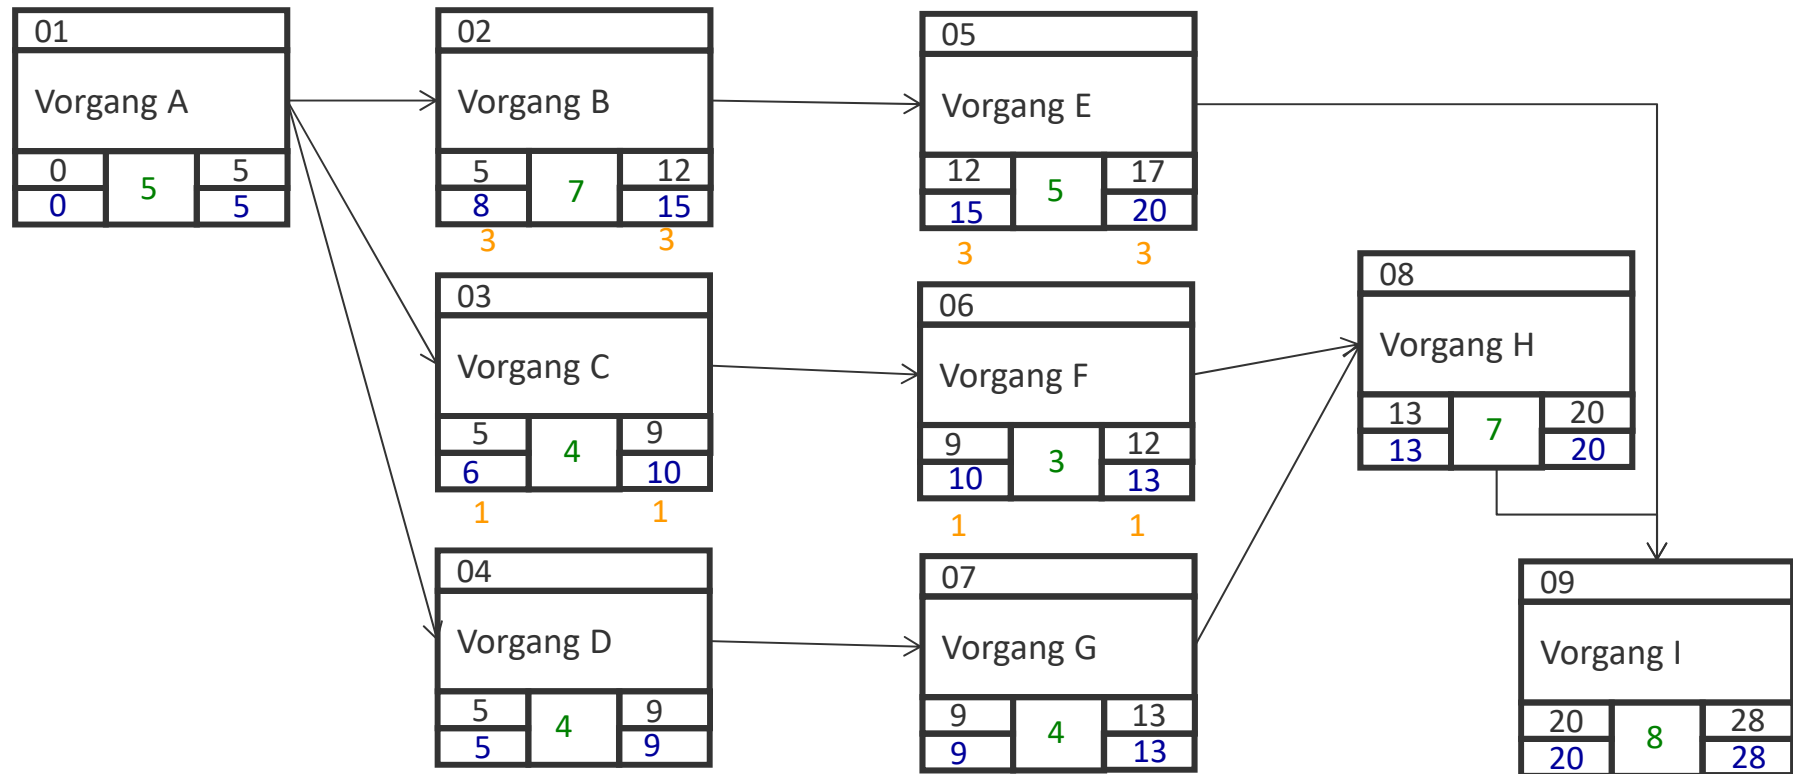 01
Vorgang A
0 5 5
0 5
02
Vorgang B
5 7 12
8 15
3 3
05
Vorgang E
12 5 17
15 20
3 3
03
Vorgang C
5 4 9
6 10
1 1
06
Vorgang F
9 3 12
10 13
1 1
08
Vorgang H
13 7 20
13 20
04
Vorgang D
5 4 9
5 9
07
Vorgang G
9 4 13
9 13
09
Vorgang I
20 8 28
20 28